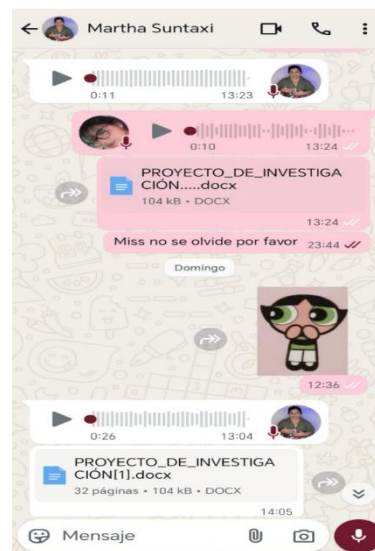 Martha Suntaxi
0:11 13:23
0:10 13:24
PROYECTO_DE_INVESTIGA
CIÓN.....docx
104 kB • DOCX
13:24
Miss no se olvide por favor 23:44
Domingo
12:36
0:26 13:04
PROYECTO_DE_INVESTIGA
CIÓN[1].docx
32 páginas • 104 kB • DOCX
14:05
Mensaje